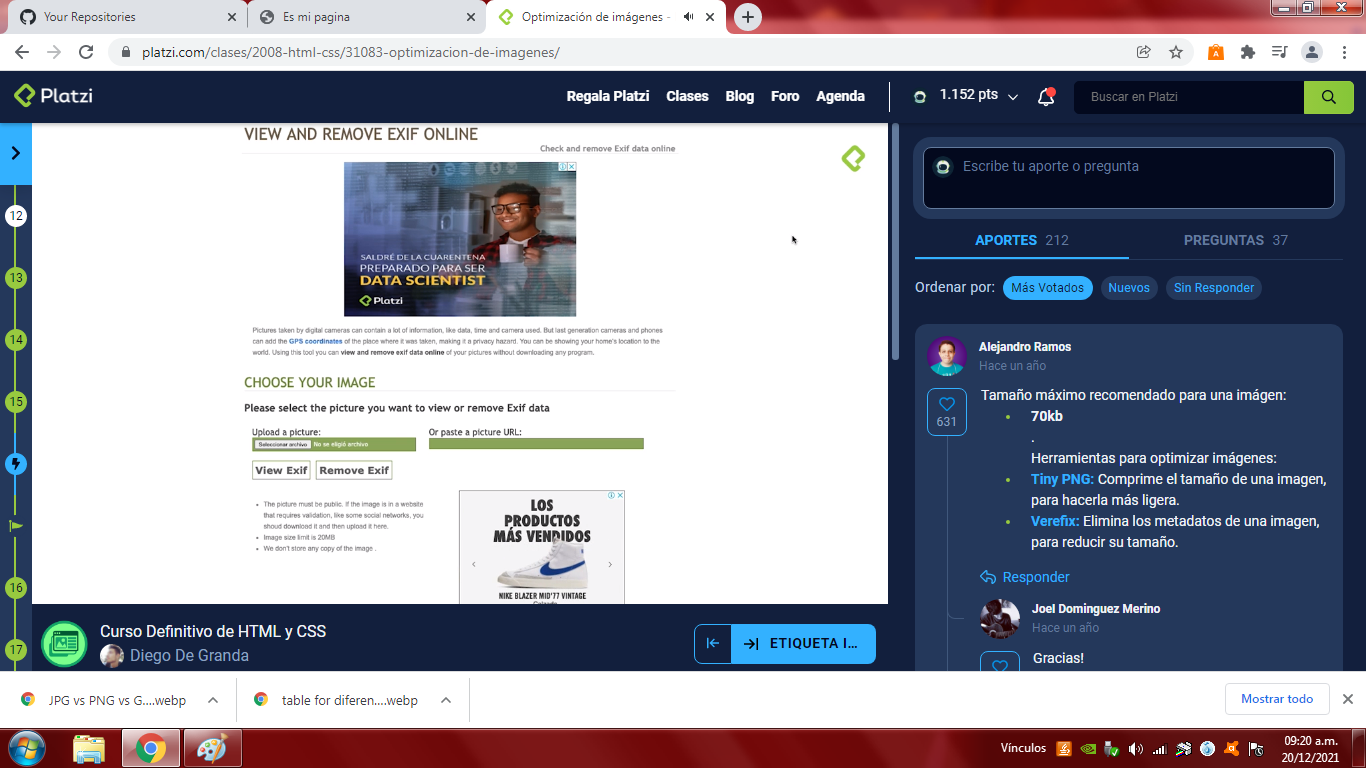 Your Repositories
Es mi pagina
Optimización de imágenes -
platzi.com/clases/2008-html-css/31083-optimizacion-de-imagenes/
Platzi
Regala Platzi
Clases
Blog
Foro
Agenda
1.152 pts
Buscar en Platzi
12
13
14
15
16
17
VIEW AND REMOVE EXIF ONLINE
Check and remove Exif data online
SALDRÉ DE LA CUARENTENA
PREPARADO PARA SER
DATA SCIENTIST
Platzi
Pictures taken by digital cameras can contain a lot of information, like data, time and camera used. But last generation cameras and phones
can add the GPS coordinates of the place where it was taken, making it a privacy hazard. You can be showing your home's location to the
world. Using this tool you can view and remove exif data online of your pictures without downloading any program.
CHOOSE YOUR IMAGE
Please select the picture you want to view or remove Exif data
Upload a picture:
Or paste a picture URL:
Seleccionar archivo No se eligió archivo
View Exif
Remove Exif
The picture must be public. If the image is in a website
that requires validation, like some social networks, you
shoud download it and then upload it here.
Image size limit is 20MB
We don't store any copy of the image .
LOS
PRODUCTOS
MÁS VENDIDOS
NIKE BLAZER MID'77 VINTAGE
Curso Definitivo de HTML y CSS
Diego De Granda
ETIQUETA I...
Escribe tu aporte o pregunta
APORTES 212
PREGUNTAS 37
Ordenar por:
Más Votados
Nuevos
Sin Responder
Alejandro Ramos
Hace un año
631
Tamaño máximo recomendado para una imágen:
70kb
.
Herramientas para optimizar imágenes:
Tiny PNG: Comprime el tamaño de una imagen,
para hacerla más ligera.
Verefix: Elimina los metadatos de una imagen,
para reducir su tamaño.
Responder
Joel Dominguez Merino
Hace un año
Gracias!
JPG vs PNG vs G....webp
table for diferen....webp
Mostrar todo
Vínculos
09:20 a.m.
20/12/2021